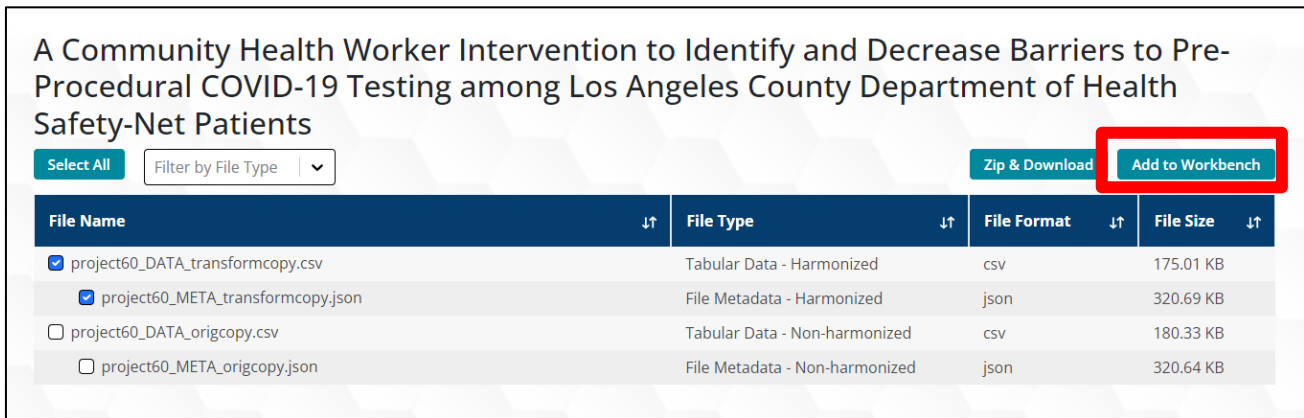 A Community Health Worker Intervention to Identify and Decrease Barriers to Pre-
Procedural COVID-19 Testing among Los Angeles County Department of Health
Safety-Net Patients
Select All Filter by File Type Zip & Download Add to Workbench
File Name File Type File Format File Size
project60_DATA_transformcopy.csv Tabular Data - Harmonized csv 175.01 KB
project60_META_transformcopy.json File Metadata - Harmonized json 320.69 KB
project60_DATA_origcopy.csv Tabular Data - Non-harmonized csv 180.33 KB
project60_META_origcopy.json File Metadata - Non-harmonized json 320.64 KB